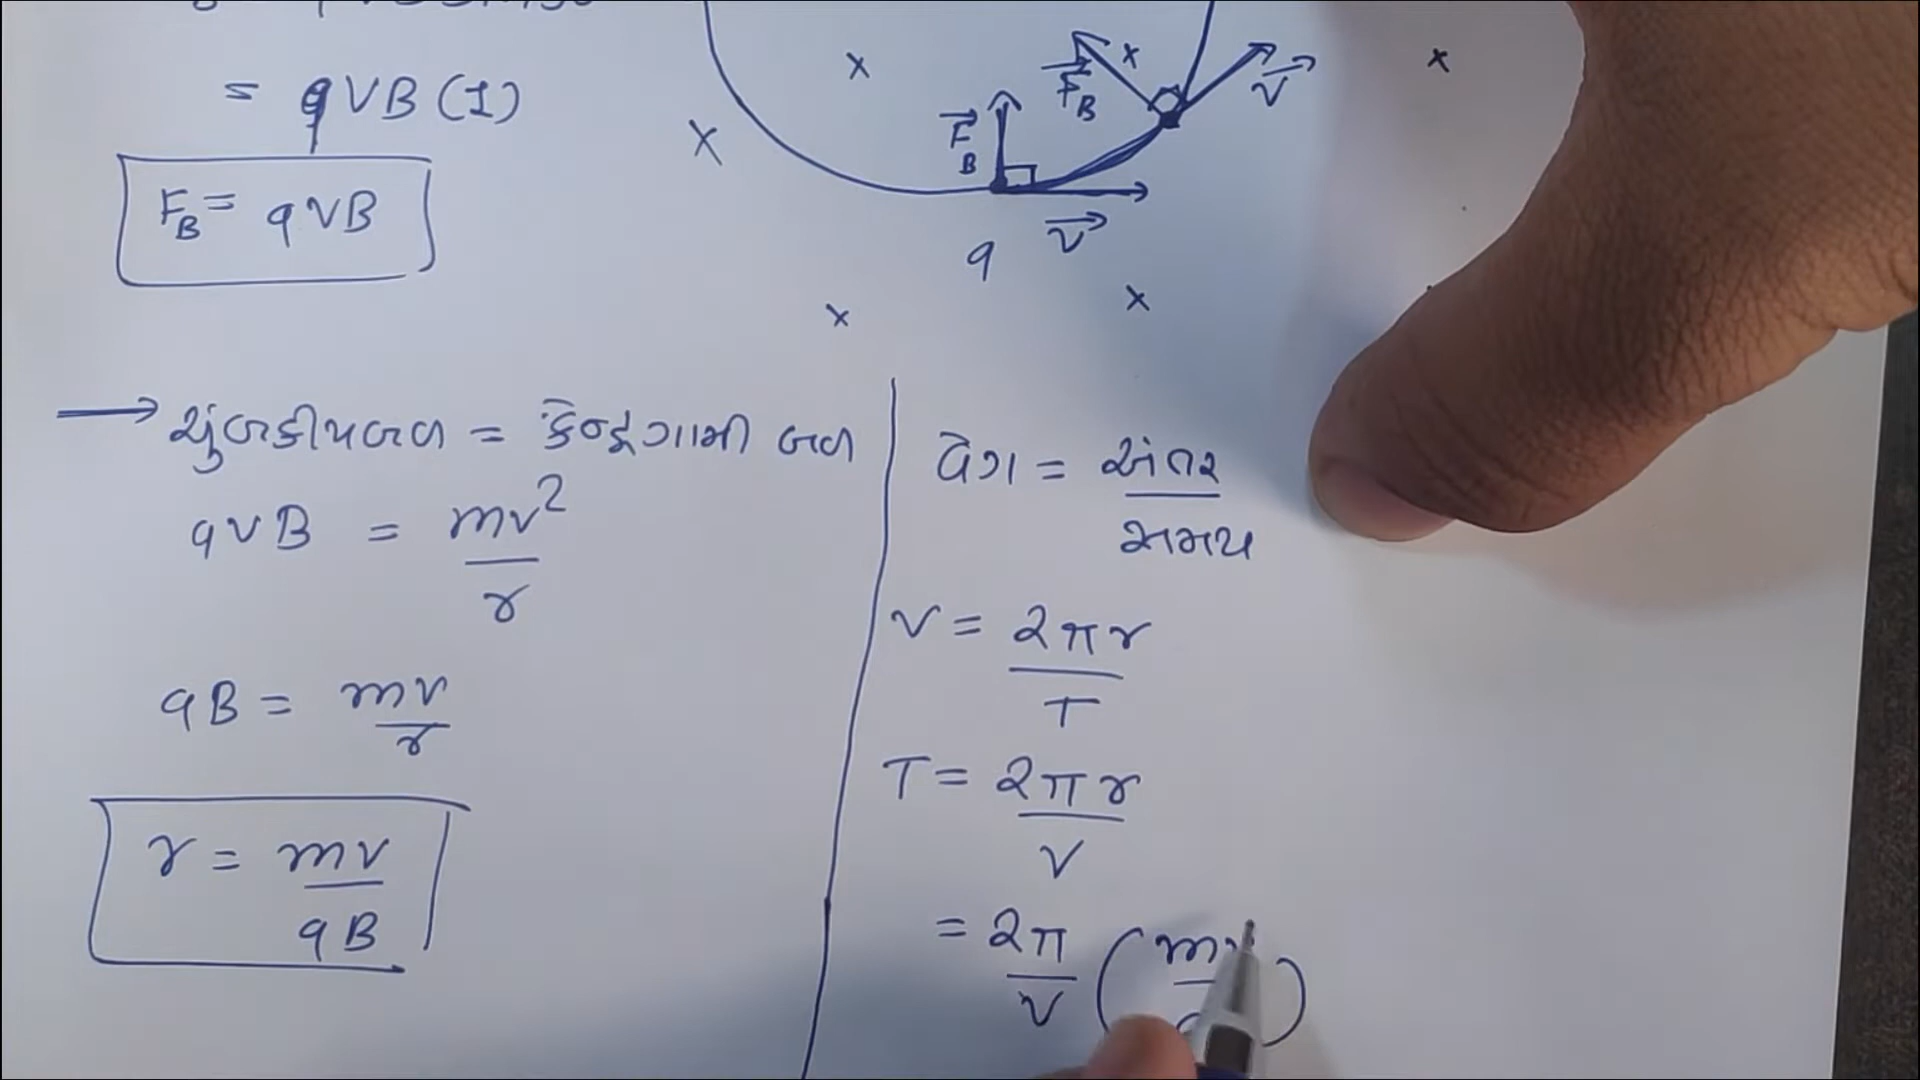 = qVB (1)
F_B = qVB
x
x
x
F_B
v
F_B
v
q
x
x
x
→ ચુંબકીયબળ = કેન્દ્રગામી બળ
qvB = mv²/r
qB = mv/r
r = mv/qB
વેગ = અંતર/સમય
v = 2πr/T
T = 2πr/v
= 2π/v (m